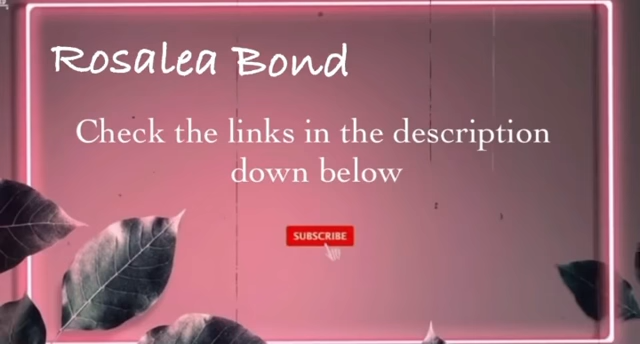 Rosalea Bond
Check the links in the description
down below
SUBSCRIBE